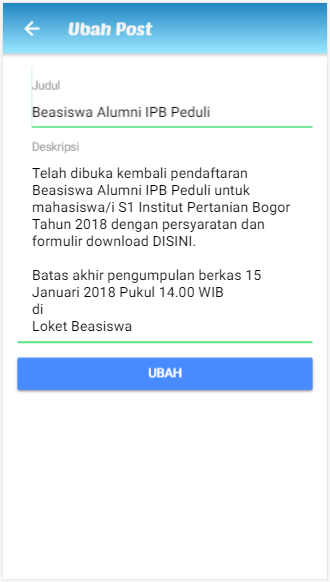 Ubah Post
Judul
Beasiswa Alumni IPB Peduli
Deskripsi
Telah dibuka kembali pendaftaran
Beasiswa Alumni IPB Peduli untuk
mahasiswa/i S1 Institut Pertanian Bogor
Tahun 2018 dengan persyaratan dan
formulir download DISINI.
Batas akhir pengumpulan berkas 15
Januari 2018 Pukul 14.00 WIB
di
Loket Beasiswa
UBAH